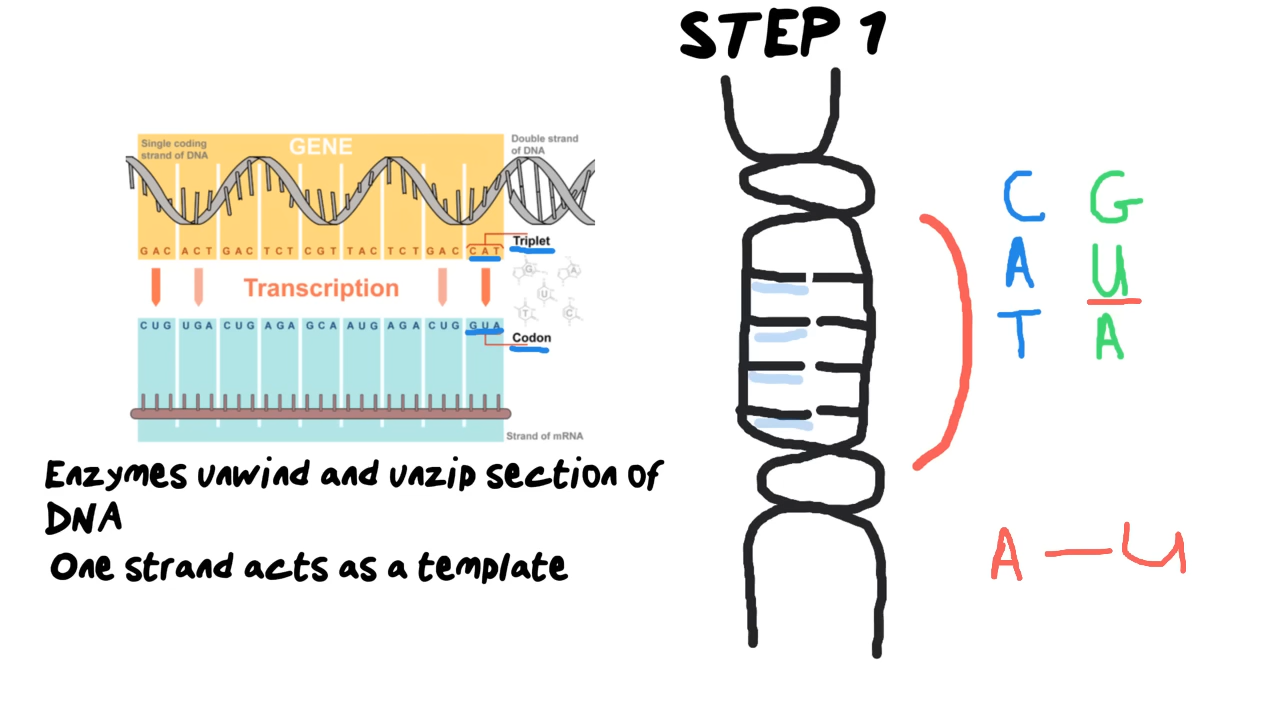 STEP 1
Single coding
strand of DNA
GENE
Double strand
of DNA
GAC ACT GAC TCT CGT TAC TCT GAC CAT
Triplet
G
A
U
T
C
Transcription
CUG UGA CUG AGA GCA AUG AGA CUG GUA
Codon
Strand of mRNA
Enzymes unwind and unzip section of
DNA
One strand acts as a template
C G
A U
T A
A — U